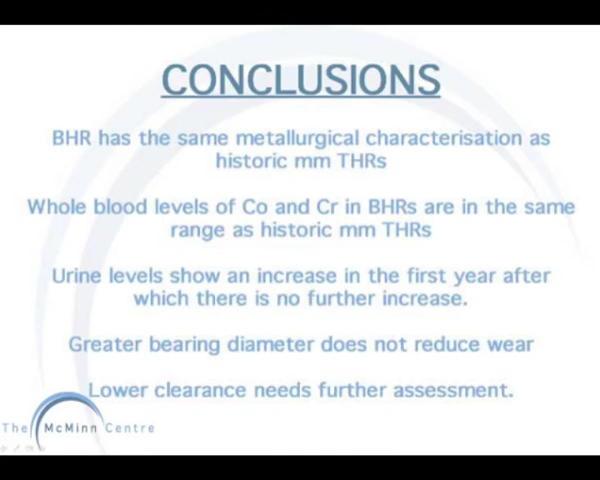 CONCLUSIONS
BHR has the same metallurgical characterisation as
historic mm THRs
Whole blood levels of Co and Cr in BHRs are in the same
range as historic mm THRs
Urine levels show an increase in the first year after
which there is no further increase.
Greater bearing diameter does not reduce wear
Lower clearance needs further assessment.
The McMinn Centre